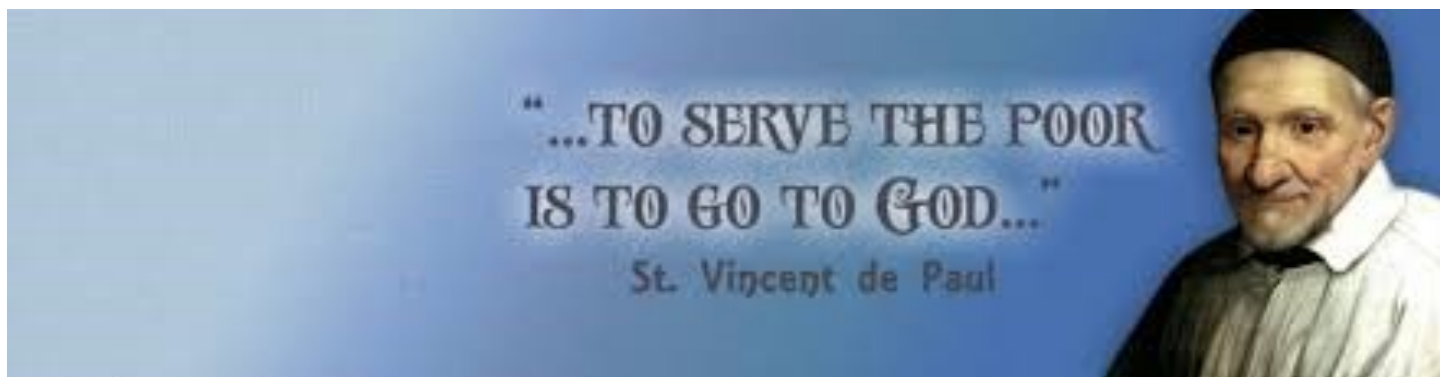 “...TO SERVE THE POOR
IS TO GO TO GOD...”
St. Vincent de Paul